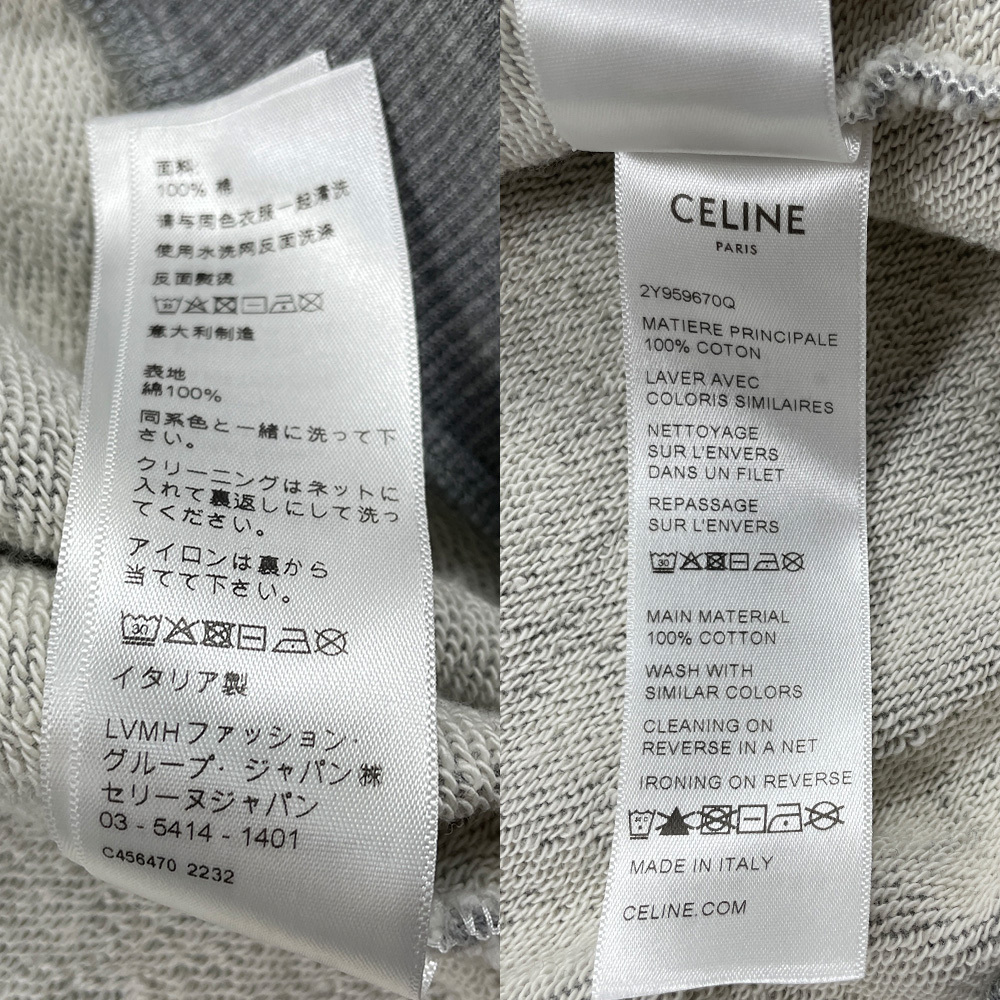 面料:
100% 棉
请与同色衣服一起清洗
使用水洗网反面洗涤
反面熨烫
30
意大利制造
表地
綿100%
同系色と一緒に洗って下
さい。
クリーニングはネットに
入れて裏返しにして洗っ
てください。
アイロンは裏から
当てて下さい。
30
イタリア製
LVMHファッション・
グループ・ジャパン㈱
セリーヌジャパン
03 - 5414 - 1401
C456470 2232
CELINE
PARIS
2Y959670Q
MATIERE PRINCIPALE
100% COTON
LAVER AVEC
COLORIS SIMILAIRES
NETTOYAGE
SUR L'ENVERS
DANS UN FILET
REPASSAGE
SUR L'ENVERS
30
MAIN MATERIAL
100% COTTON
WASH WITH
SIMILAR COLORS
CLEANING ON
REVERSE IN A NET
IRONING ON REVERSE
MADE IN ITALY
CELINE.COM